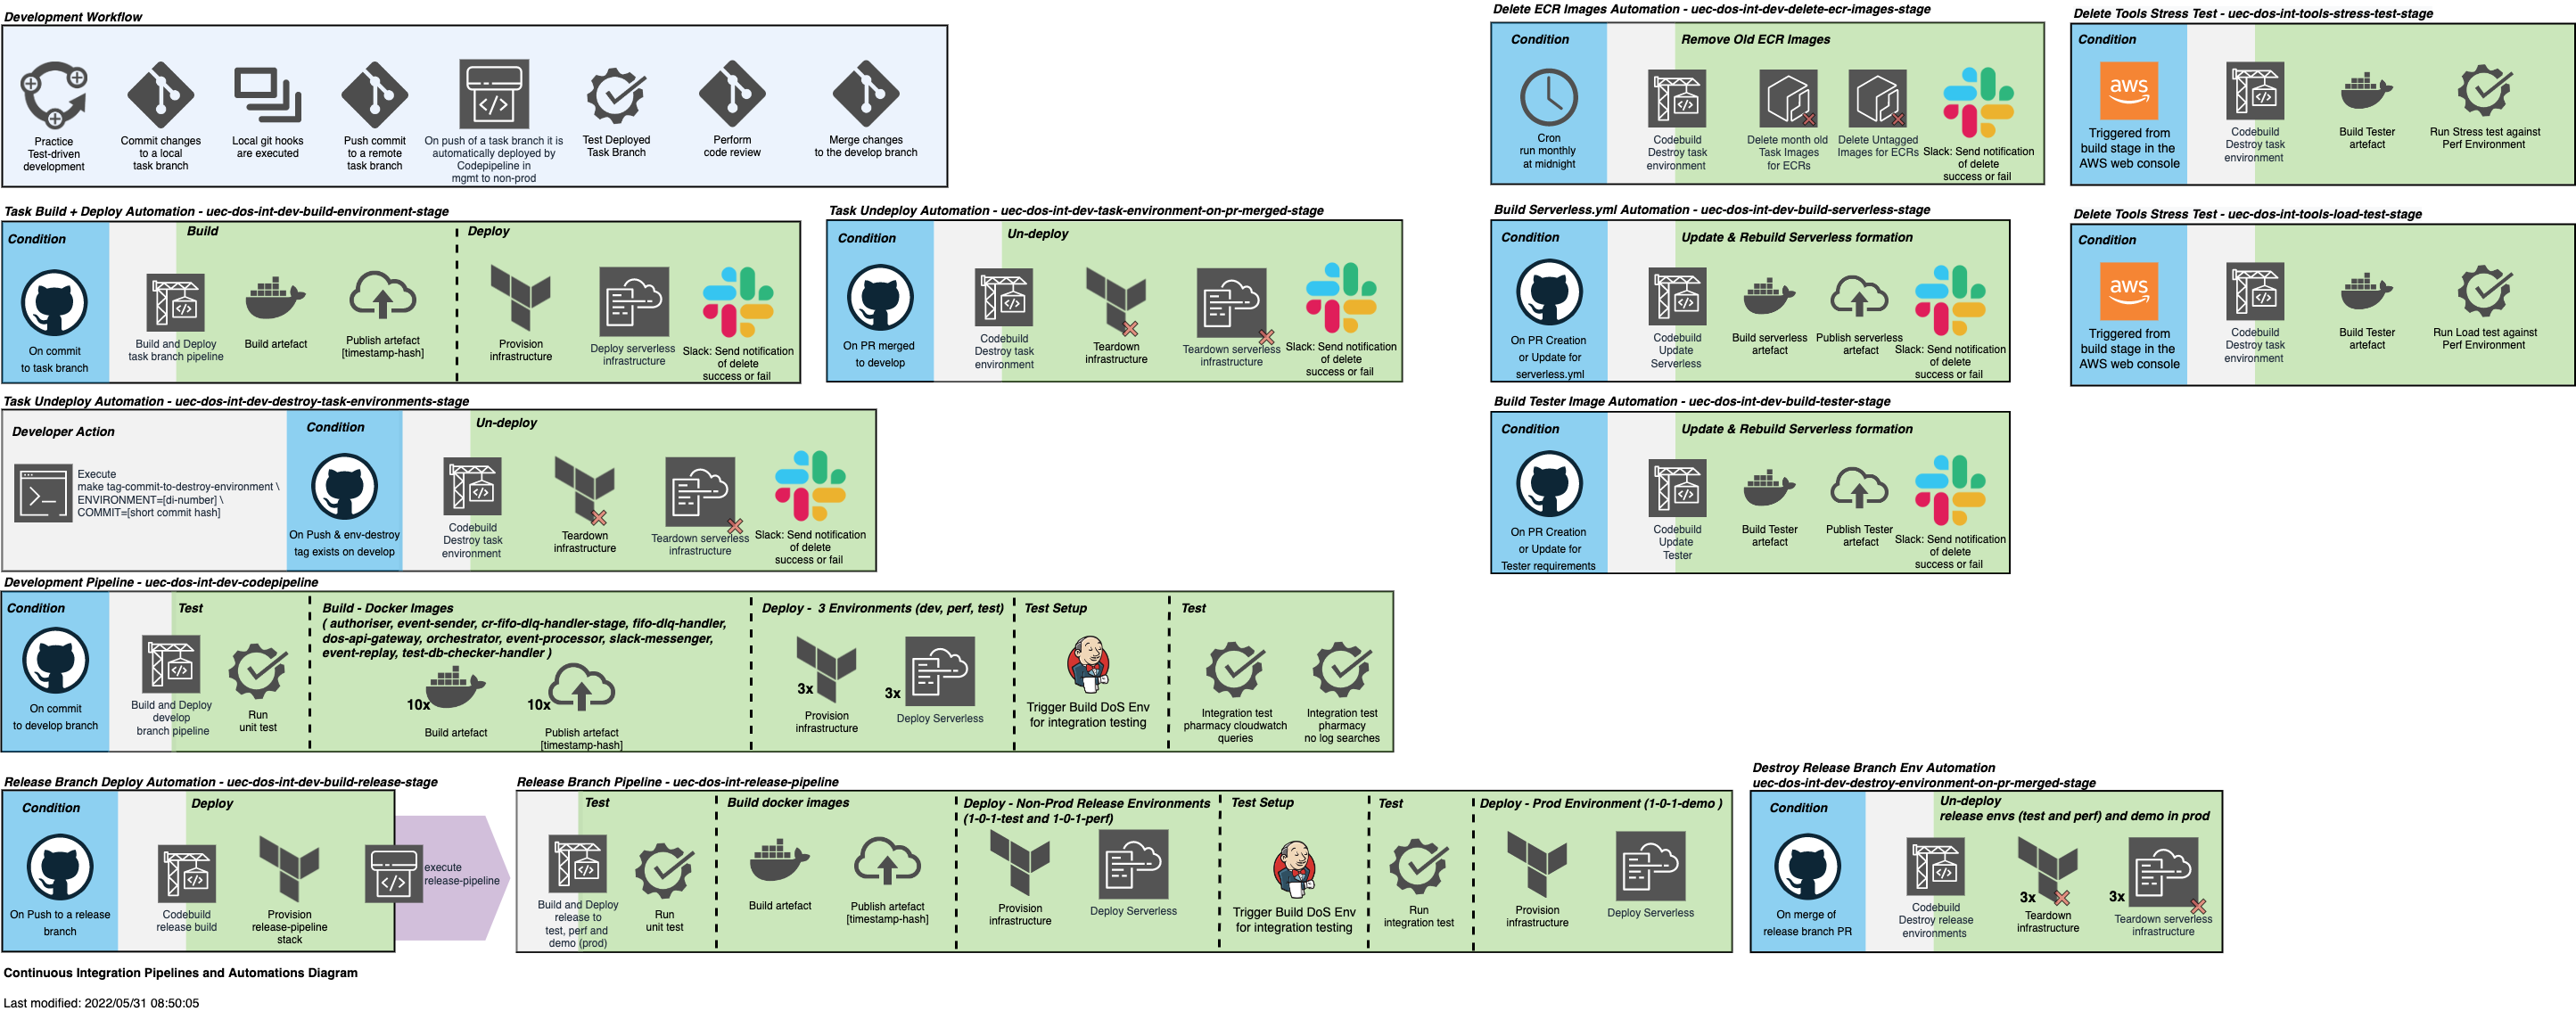 Development Workflow
Practice
Test-driven
development
Commit changes
to a local
task branch
Local git hooks
are executed
Push commit
to a remote
task branch
On push of a task branch it is
automatically deployed by
Codepipeline in
mgmt to non-prod
Test Deployed
Task Branch
Perform
code review
Merge changes
to the develop branch
Delete ECR Images Automation - uec-dos-int-dev-delete-ecr-images-stage
Condition
Remove Old ECR Images
Cron
run monthly
at midnight
Codebuild
Destroy task
environment
Delete month old
Task Images
for ECRs
Delete Untagged
Images for ECRs
Slack: Send notification
of delete
success or fail
Delete Tools Stress Test - uec-dos-int-tools-stress-test-stage
Condition
aws
Triggered from
build stage in the
AWS web console
Codebuild
Destroy task
environment
Build Tester
artefact
Run Stress test against
Perf Environment
Task Build + Deploy Automation - uec-dos-int-dev-build-environment-stage
Condition
Build
Deploy
On commit
to task branch
Build and Deploy
task branch pipeline
Build artefact
Publish artefact
[timestamp-hash]
Provision
infrastructure
Deploy serverless
infrastructure
Slack: Send notification
of delete
success or fail
Task Undeploy Automation - uec-dos-int-dev-task-environment-on-pr-merged-stage
Condition
Un-deploy
On PR merged
to develop
Codebuild
Destroy task
environment
Teardown
infrastructure
Teardown serverless
infrastructure
Slack: Send notification
of delete
success or fail
Build Serverless.yml Automation - uec-dos-int-dev-build-serverless-stage
Condition
Update & Rebuild Serverless formation
On PR Creation
or Update for
serverless.yml
Codebuild
Update
Serverless
Build serverless
artefact
Publish serverless
artefact
Slack: Send notification
of delete
success or fail
Delete Tools Stress Test - uec-dos-int-tools-load-test-stage
Condition
aws
Triggered from
build stage in the
AWS web console
Codebuild
Destroy task
environment
Build Tester
artefact
Run Load test against
Perf Environment
Task Undeploy Automation - uec-dos-int-dev-destroy-task-environments-stage
Developer Action
Condition
Un-deploy
Execute
make tag-commit-to-destroy-environment \
ENVIRONMENT=[di-number] \
COMMIT=[short commit hash]
On Push & env-destroy
tag exists on develop
Codebuild
Destroy task
environment
Teardown
infrastructure
Teardown serverless
infrastructure
Slack: Send notification
of delete
success or fail
Build Tester Image Automation - uec-dos-int-dev-build-tester-stage
Condition
Update & Rebuild Serverless formation
On PR Creation
or Update for
Tester requirements
Codebuild
Update
Tester
Build Tester
artefact
Publish Tester
artefact
Slack: Send notification
of delete
success or fail
Development Pipeline - uec-dos-int-dev-codepipeline
Condition
Test
Build - Docker Images
( authoriser, event-sender, cr-fifo-dlq-handler-stage, fifo-dlq-handler,
dos-api-gateway, orchestrator, event-processor, slack-messenger,
event-replay, test-db-checker-handler )
Deploy - 3 Environments (dev, perf, test)
Test Setup
Test
On commit
to develop branch
Build and Deploy
develop
branch pipeline
Run
unit test
10x
Build artefact
10x
Publish artefact
[timestamp-hash]
3x
Provision
infrastructure
3x
Deploy Serverless
Trigger Build DoS Env
for integration testing
Integration test
pharmacy cloudwatch
queries
Integration test
pharmacy
no log searches
Release Branch Deploy Automation - uec-dos-int-dev-build-release-stage
Condition
Deploy
On Push to a release
branch
Codebuild
release build
Provision
release-pipeline
stack
execute
release-pipeline
Release Branch Pipeline - uec-dos-int-release-pipeline
Test
Build docker images
Deploy - Non-Prod Release Environments
(1-0-1-test and 1-0-1-perf)
Test Setup
Test
Deploy - Prod Environment (1-0-1-demo )
Build and Deploy
release to
test, perf and
demo (prod)
Run
unit test
Build artefact
Publish artefact
[timestamp-hash]
Provision
infrastructure
Deploy Serverless
Trigger Build DoS Env
for integration testing
Run
integration test
Provision
infrastructure
Deploy Serverless
Destroy Release Branch Env Automation
uec-dos-int-dev-destroy-environment-on-pr-merged-stage
Condition
Un-deploy
release envs (test and perf) and demo in prod
On merge of
release branch PR
Codebuild
Destroy release
environments
3x
Teardown
infrastructure
3x
Teardown serverless
infrastructure
Continuous Integration Pipelines and Automations Diagram
Last modified: 2022/05/31 08:50:05